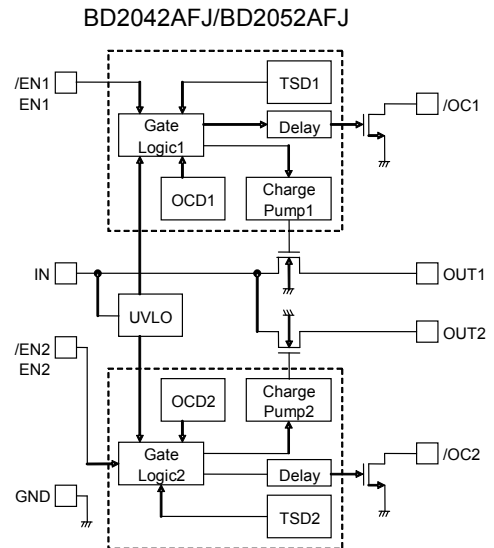 BD2042AFJ/BD2052AFJ
/EN1
EN1
TSD1
/OC1
Gate
Logic1
Delay
OCD1
Charge
Pump1
IN
OUT1
UVLO
OUT2
/EN2
EN2
OCD2
Charge
Pump2
Gate
Logic2
/OC2
Delay
GND
TSD2